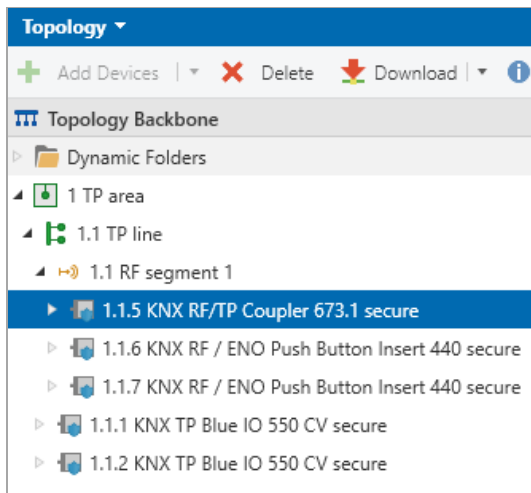 Topology
Add Devices Delete Download
Topology Backbone
Dynamic Folders
1 TP area
1.1 TP line
1.1 RF segment 1
1.1.5 KNX RF/TP Coupler 673.1 secure
1.1.6 KNX RF / ENO Push Button Insert 440 secure
1.1.7 KNX RF / ENO Push Button Insert 440 secure
1.1.1 KNX TP Blue IO 550 CV secure
1.1.2 KNX TP Blue IO 550 CV secure